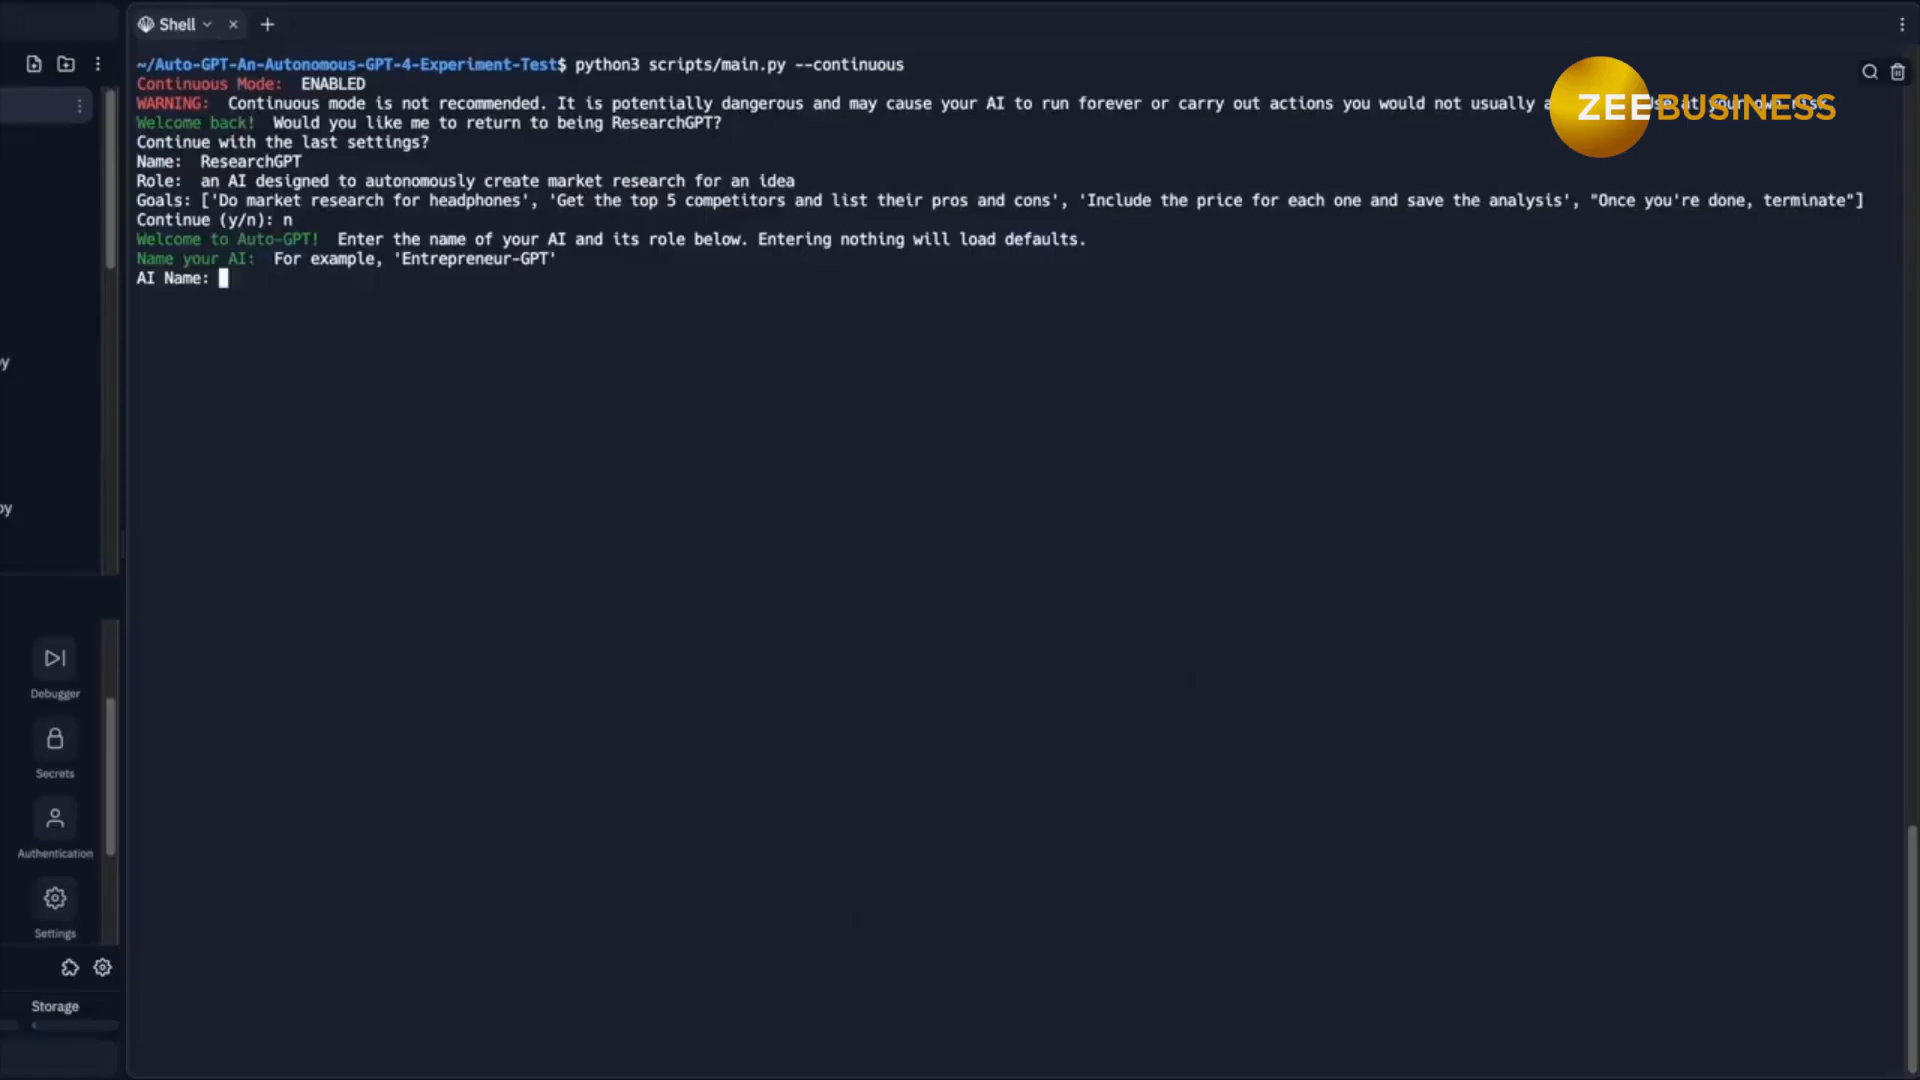 Shell
~/Auto-GPT-An-Autonomous-GPT-4-Experiment-Test$ python3 scripts/main.py --continuous
Continuous Mode: ENABLED
WARNING: Continuous mode is not recommended. It is potentially dangerous and may cause your AI to run forever or carry out actions you would not usually
ZEEBUSINESS
Welcome back! Would you like me to return to being ResearchGPT?
Continue with the last settings?
Name: ResearchGPT
Role: an AI designed to autonomously create market research for an idea
Goals: ['Do market research for headphones', 'Get the top 5 competitors and list their pros and cons', 'Include the price for each one and save the analysis', "Once you're done, terminate"]
Continue (y/n): n
Welcome to Auto-GPT! Enter the name of your AI and its role below. Entering nothing will load defaults.
Name your AI: For example, 'Entrepreneur-GPT'
AI Name:
Debugger
Secrets
Authentication
Settings
Storage